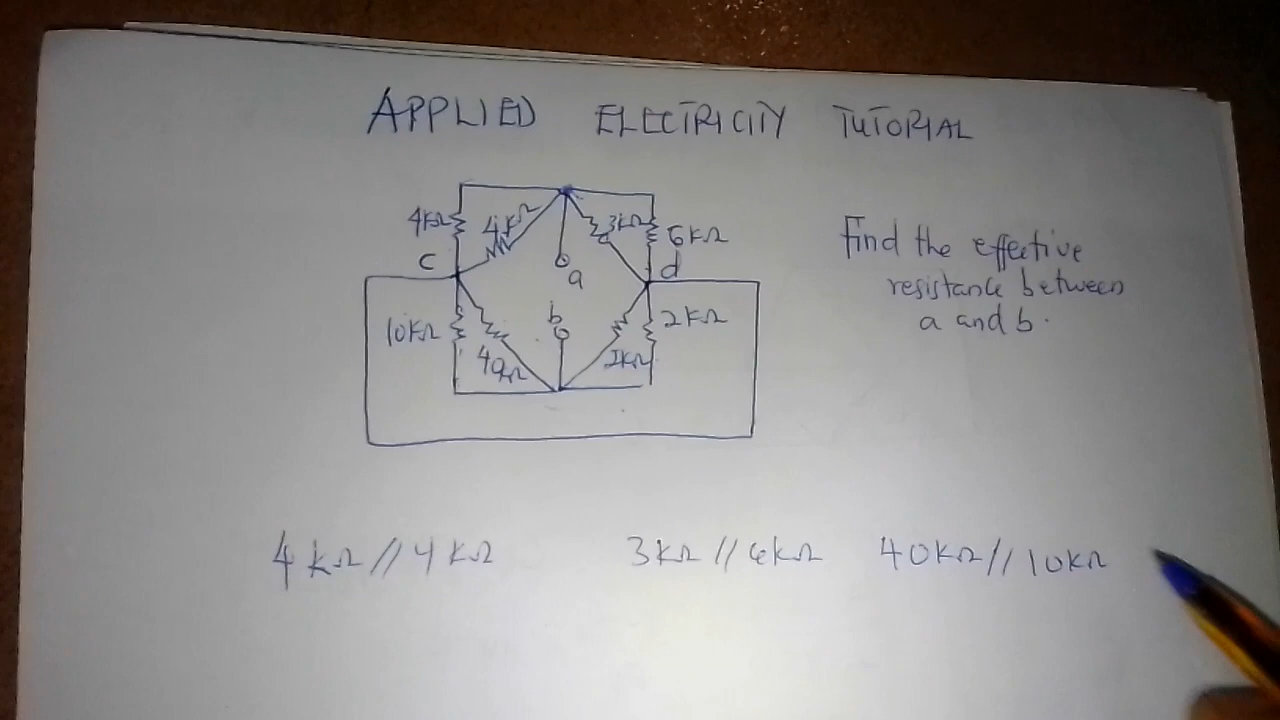 APPLIED ELECTRICITY TUTORIAL
4KΩ 4KΩ 3KΩ 6KΩ
c a d
Find the effective
resistance between
a and b.
10KΩ b 2KΩ
40Ω 2KΩ
4KΩ//4KΩ 3KΩ//6KΩ 40KΩ//10KΩ